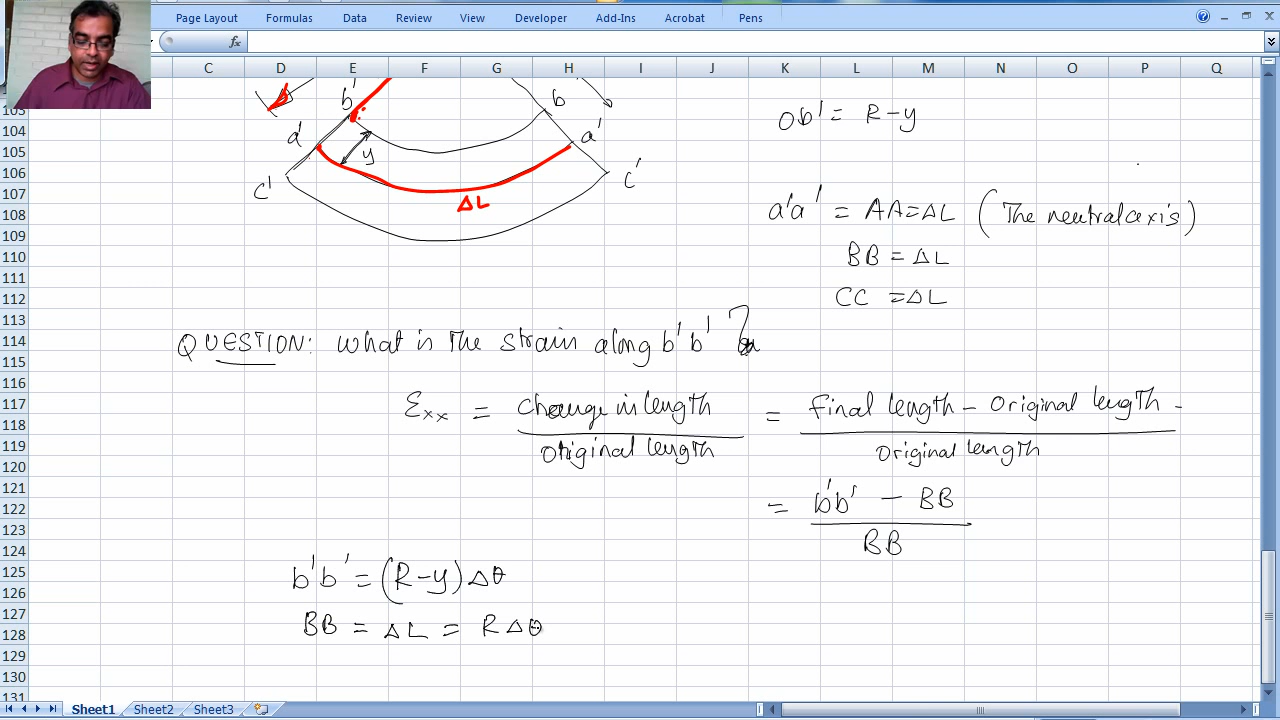 Page Layout Formulas Data Review View Developer Add-Ins Acrobat Pens
fx
C D E F G H I J K L M N O P Q
103
104
105
106
107
108
109
110
111
112
113
114
115
116
117
118
119
120
121
122
123
124
125
126
127
128
129
130
131
b' b
a' y a'
c' c'
ΔL
ob' = R-y
a'a' = AA=ΔL (The neutral axis)
BB = ΔL
CC =ΔL
QUESTION: what is the strain along b'b' ?
Exx = change in length / original length = final length - original length / original length
= b'b' - BB / BB
b'b' = (R-y)Δθ
BB = ΔL = RΔθ
Sheet1 Sheet2 Sheet3